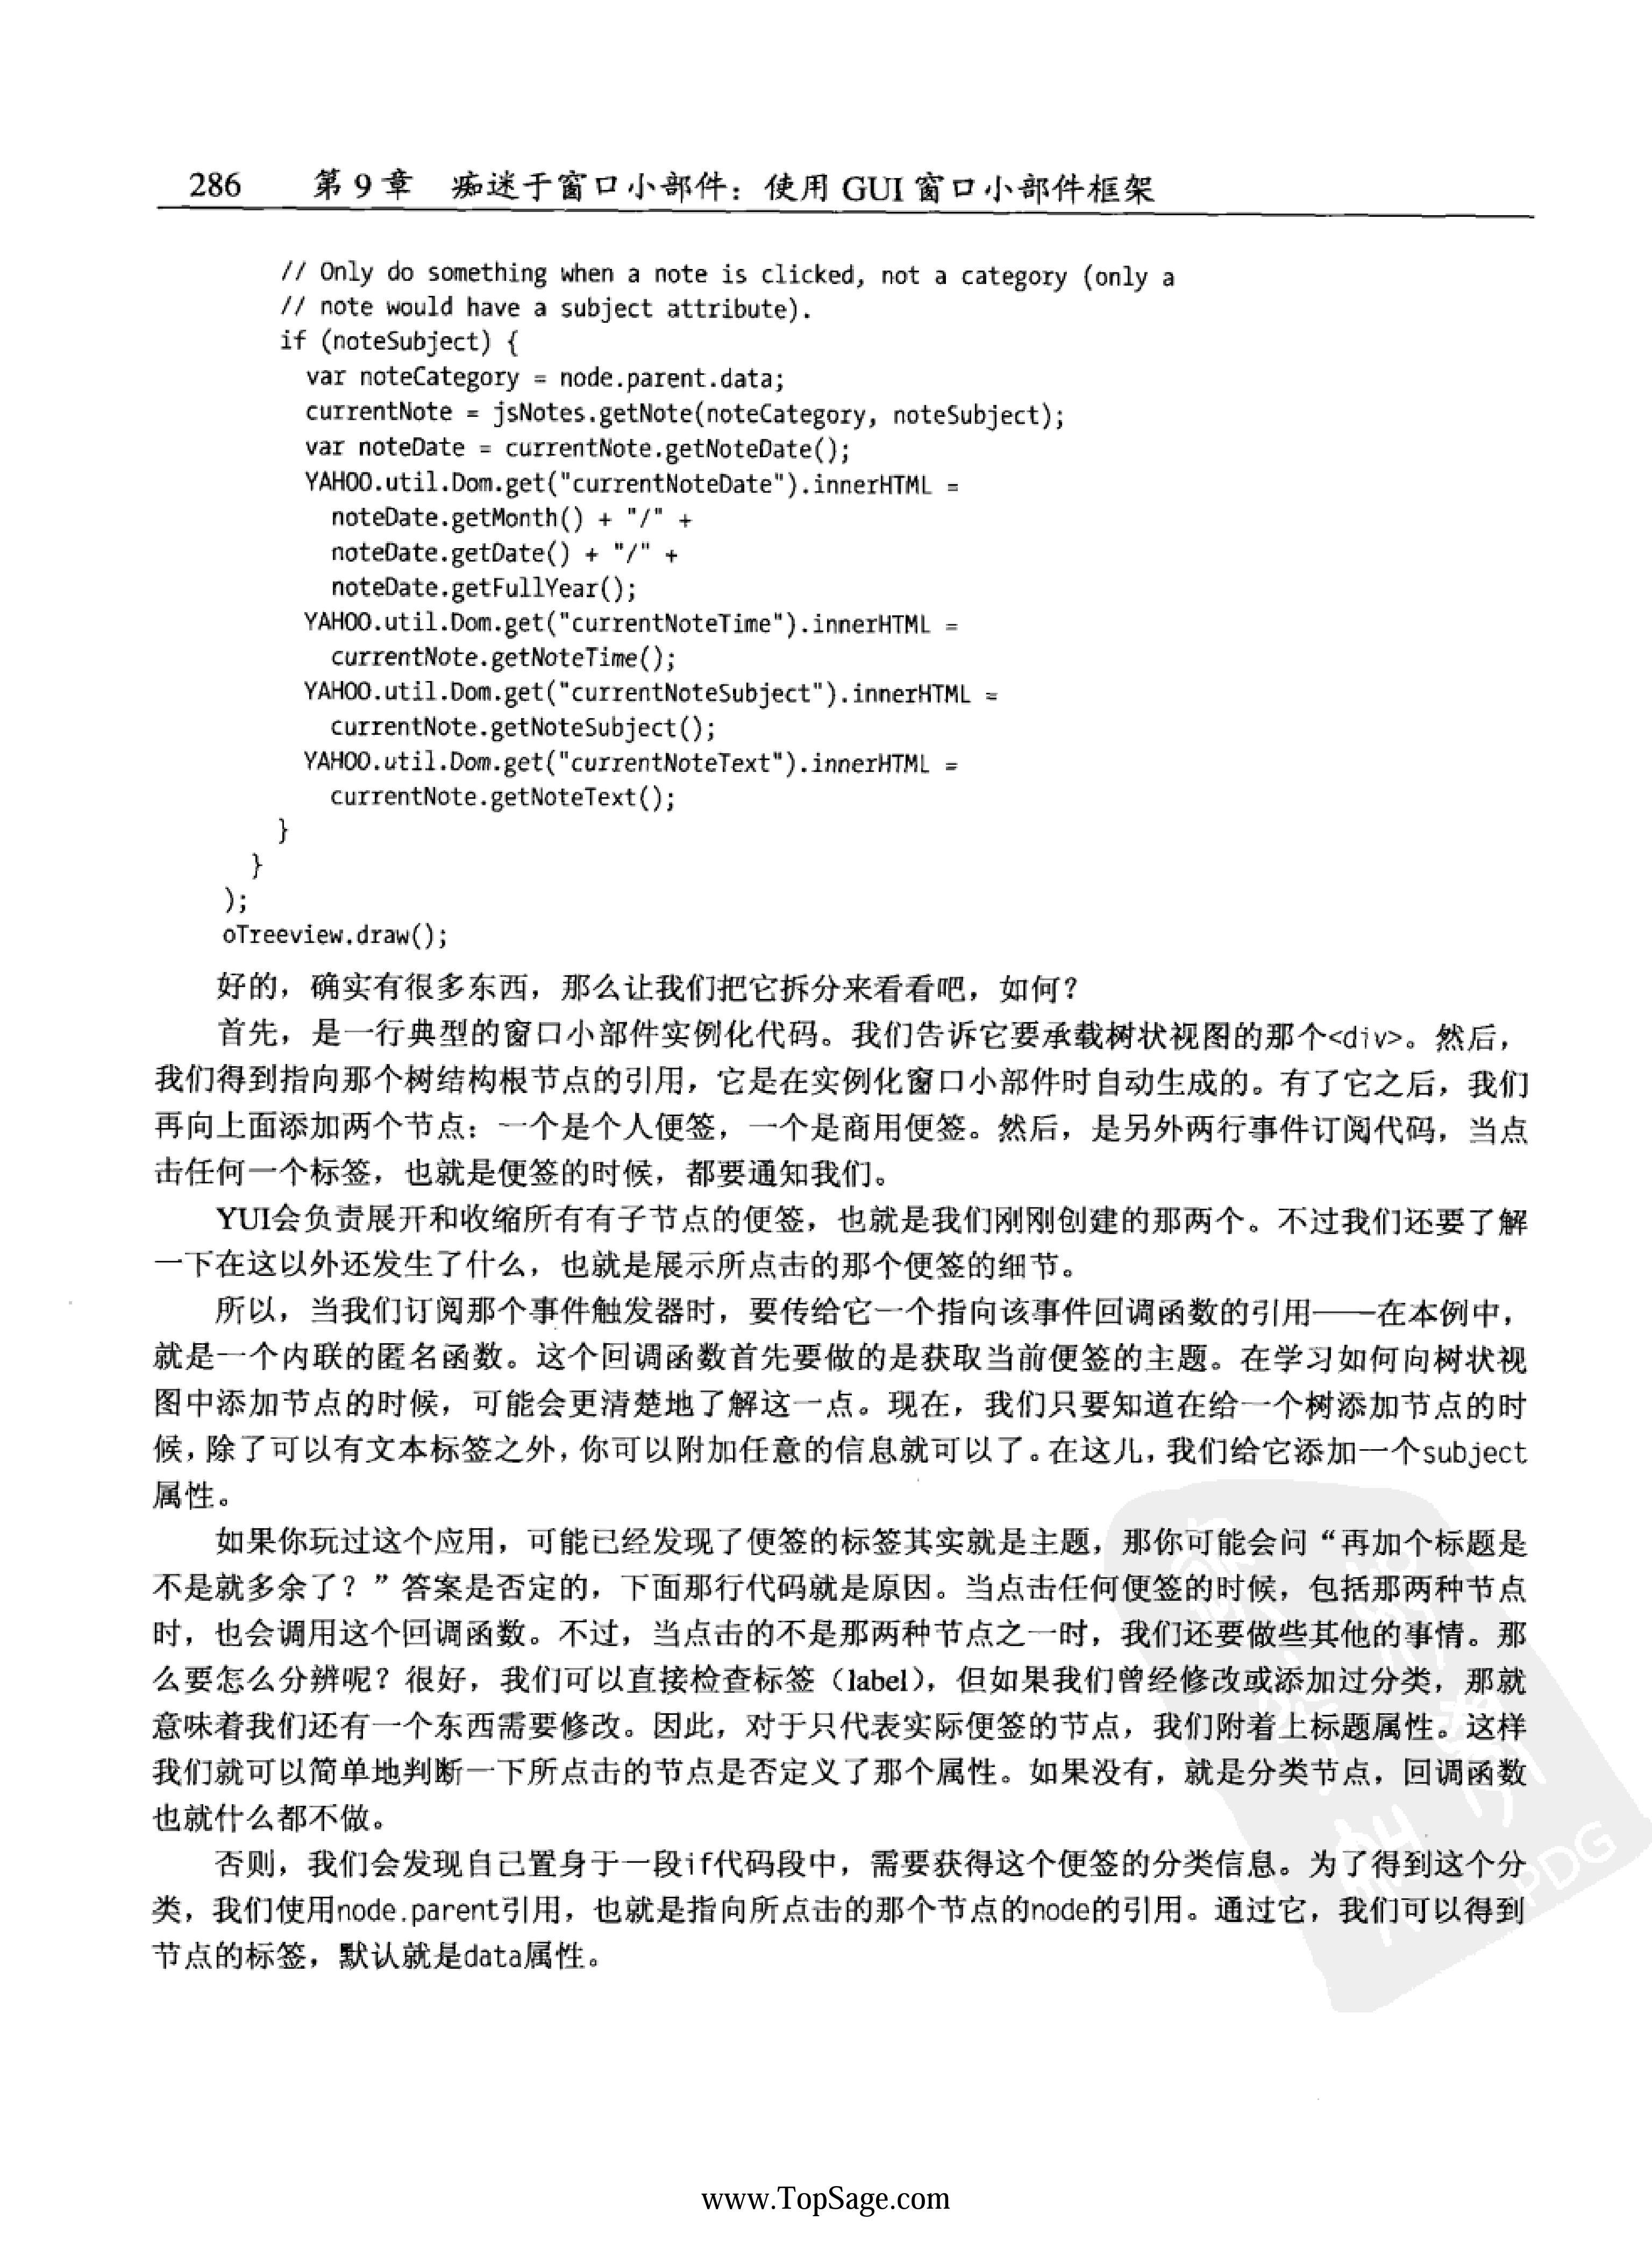 286 第 9 章 痴迷于窗口小部件：使用 GUI 窗口小部件框架
// Only do something when a note is clicked, not a category (only a
// note would have a subject attribute).
if (noteSubject) {
var noteCategory = node.parent.data;
currentNote = jsNotes.getNote(noteCategory, noteSubject);
var noteDate = currentNote.getNoteDate();
YAHOO.util.Dom.get("currentNoteDate").innerHTML =
noteDate.getMonth() + "/" +
noteDate.getDate() + "/" +
noteDate.getFullYear();
YAHOO.util.Dom.get("currentNoteTime").innerHTML =
currentNote.getNoteTime();
YAHOO.util.Dom.get("currentNoteSubject").innerHTML =
currentNote.getNoteSubject();
YAHOO.util.Dom.get("currentNoteText").innerHTML =
currentNote.getNoteText();
}
}
);
oTreeview.draw();
好的，确实有很多东西，那么让我们把它拆分来看看吧，如何？
首先，是一行典型的窗口小部件实例化代码。我们告诉它要承载树状视图的那个<div>。然后，
我们得到指向那个树结构根节点的引用，它是在实例化窗口小部件时自动生成的。有了它之后，我们
再向上面添加两个节点：一个是个人便签，一个是商用便签。然后，是另外两行事件订阅代码，当点
击任何一个标签，也就是便签的时候，都要通知我们。
YUI会负责展开和收缩所有有子节点的便签，也就是我们刚刚创建的那两个。不过我们还要了解
一下在这以外还发生了什么，也就是展示所点击的那个便签的细节。
所以，当我们订阅那个事件触发器时，要传给它一个指向该事件回调函数的引用——在本例中，
就是一个内联的匿名函数。这个回调函数首先要做的是获取当前便签的主题。在学习如何向树状视
图中添加节点的时候，可能会更清楚地了解这一点。现在，我们只要知道在给一个树添加节点的时
候，除了可以有文本标签之外，你可以附加任意的信息就可以了。在这儿，我们给它添加一个subject
属性。
如果你玩过这个应用，可能已经发现了便签的标签其实就是主题，那你可能会问“再加个标题是
不是就多余了？”答案是否定的，下面那行代码就是原因。当点击任何便签的时候，包括那两种节点
时，也会调用这个回调函数。不过，当点击的不是那两种节点之一时，我们还要做些其他的事情。那
么要怎么分辨呢？很好，我们可以直接检查标签（label），但如果我们曾经修改或添加过分类，那就
意味着我们还有一个东西需要修改。因此，对于只代表实际便签的节点，我们附着上标题属性。这样
我们就可以简单地判断一下所点击的节点是否定义了那个属性。如果没有，就是分类节点，回调函数
也就什么都不做。
否则，我们会发现自己置身于一段if代码段中，需要获得这个便签的分类信息。为了得到这个分
类，我们使用node.parent引用，也就是指向所点击的那个节点的node的引用。通过它，我们可以得到
节点的标签，默认就是data属性。
PDG
www.TopSage.com